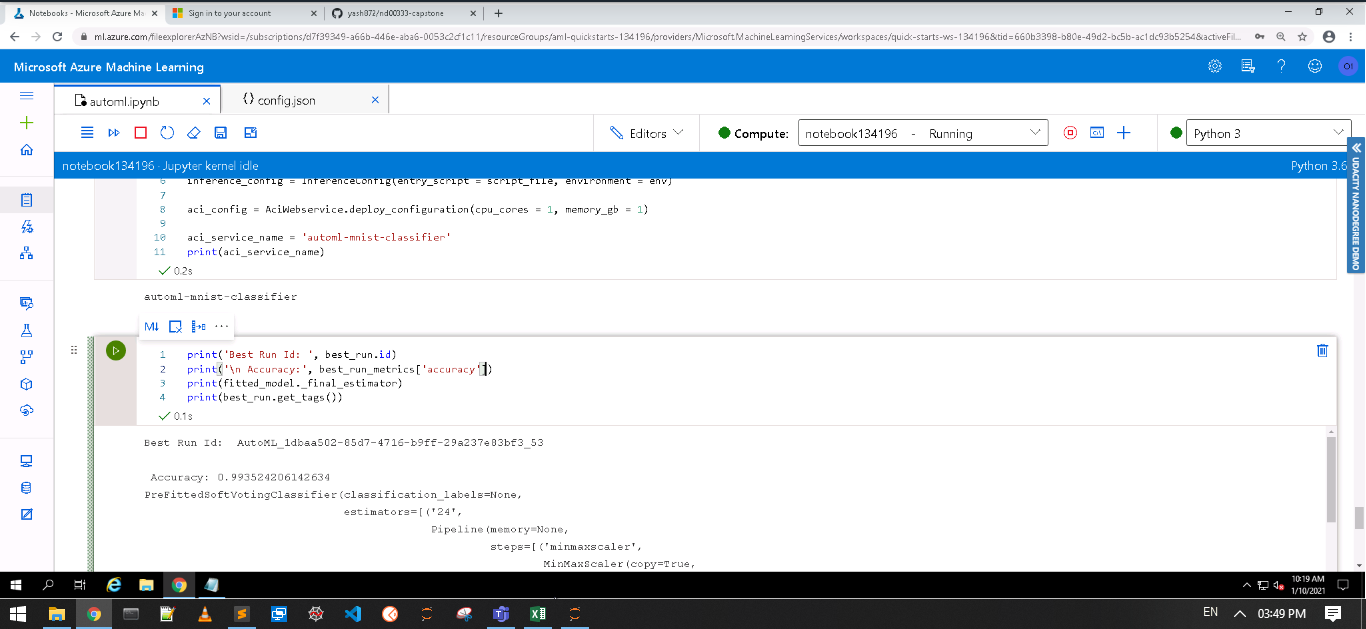 Notebooks - Microsoft Azure Ma
Sign in to your account
yash872/nd00333-capstone
ml.azure.com/fileexplorerAzNB?wsid=/subscriptions/d7f39349-a66b-446e-aba6-0053c2cf1c11/resourceGroups/aml-quickstarts-134196/providers/Microsoft.MachineLearningServices/workspaces/quick-starts-ws-134196&tid=660b3398-b80e-49d2-bc5b-ac1dc93b5254&activeFil...
Microsoft Azure Machine Learning
O1
automl.ipynb
{} config.json
Editors
Compute:
notebook134196 - Running
Python 3
notebook134196 · Jupyter kernel idle
Python 3.6
UDACITY NANODEGREE DEMO
6 inference_config = InferenceConfig(entry_script = script_file, environment = env)
7
8 aci_config = AciWebservice.deploy_configuration(cpu_cores = 1, memory_gb = 1)
9
10 aci_service_name = 'automl-mnist-classifier'
11 print(aci_service_name)
0.2s
automl-mnist-classifier
M↓
1 print('Best Run Id: ', best_run.id)
2 print('\n Accuracy:', best_run_metrics['accuracy'])
3 print(fitted_model._final_estimator)
4 print(best_run.get_tags())
0.1s
Best Run Id:  AutoML_1dbaa502-85d7-4716-b9ff-29a237e83bf3_53
Accuracy: 0.993524206142634
PreFittedSoftVotingClassifier(classification_labels=None,
estimators=[('24',
Pipeline(memory=None,
steps=[('minmaxscaler',
MinMaxScaler(copy=True,
10:19 AM
1/10/2021
EN
03:49 PM